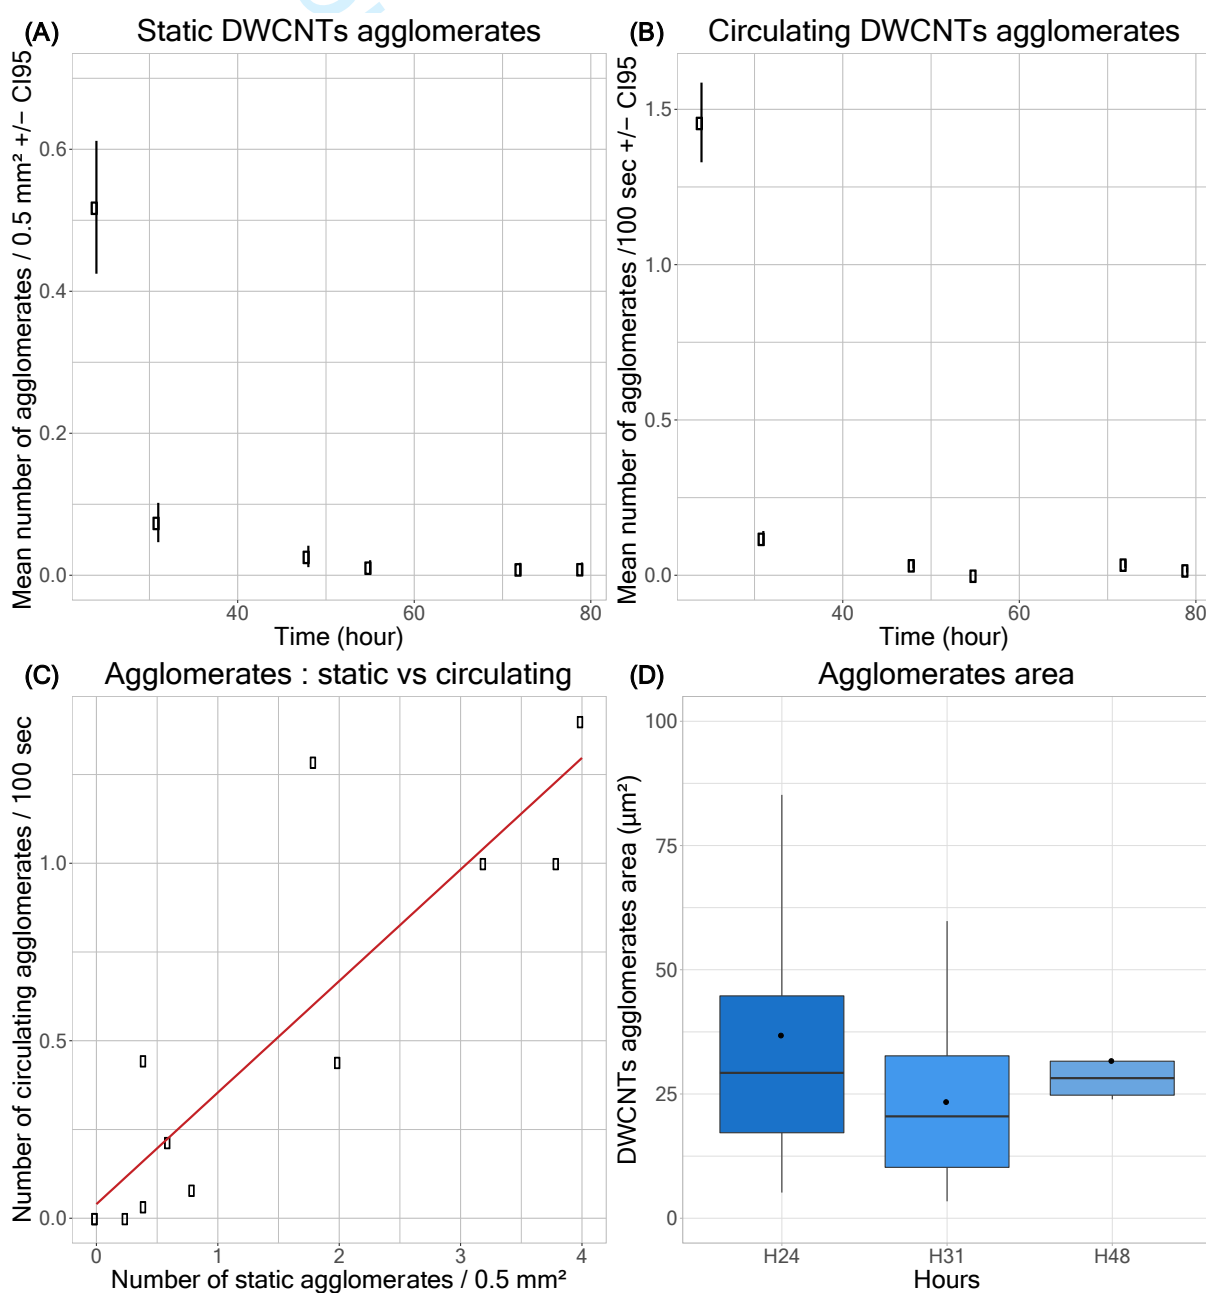 (A) Static DWCNTs agglomerates
Mean number of agglomerates / 0.5 mm² +/− CI95
0.6
0.4
0.2
0.0
40 60 80
Time (hour)
(B) Circulating DWCNTs agglomerates
Mean number of agglomerates /100 sec +/− CI95
1.5
1.0
0.5
0.0
40 60 80
Time (hour)
(C) Agglomerates : static vs circulating
Number of circulating agglomerates / 100 sec
1.0
0.5
0.0
0 1 2 3 4
Number of static agglomerates / 0.5 mm²
(D) Agglomerates area
DWCNTs agglomerates area (µm²)
100
75
50
25
0
H24 H31 H48
Hours